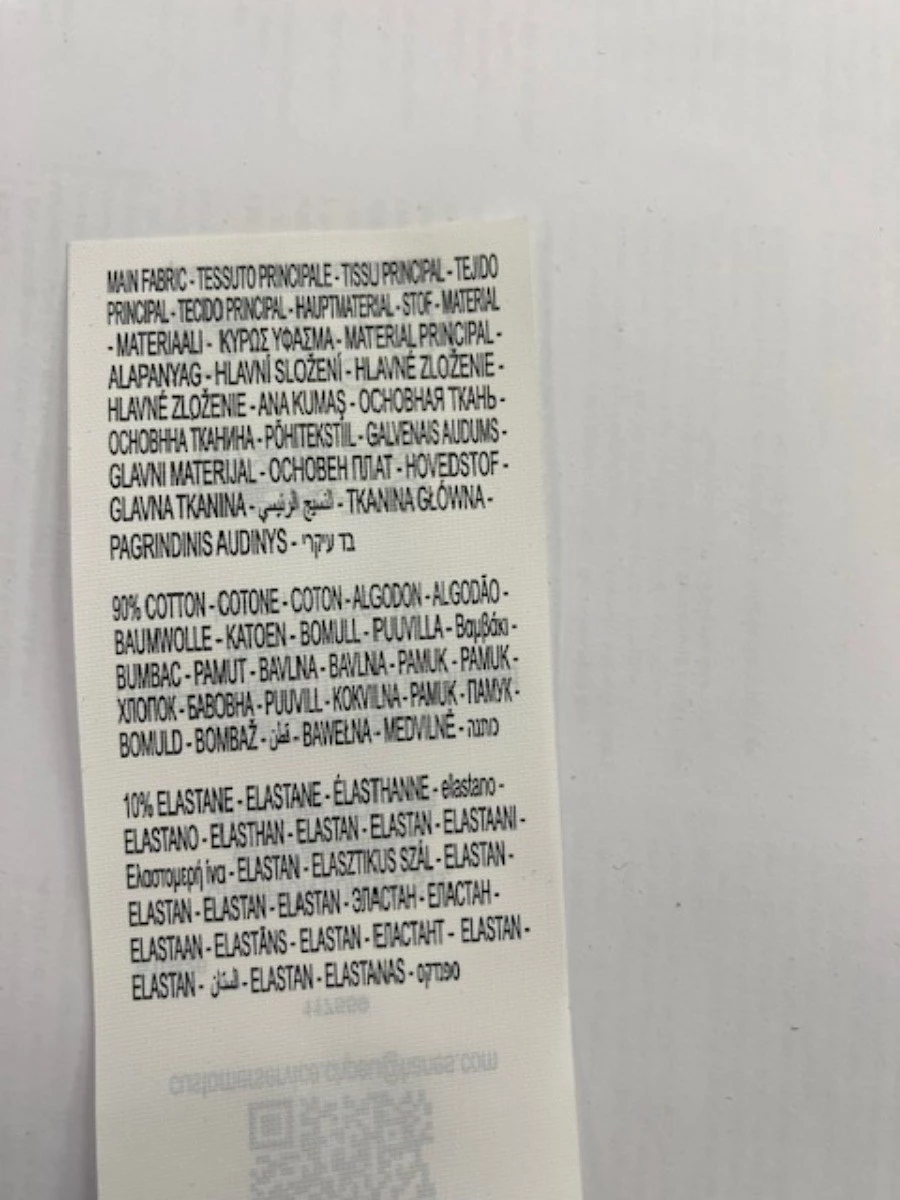 MAIN FABRIC - TESSUTO PRINCIPALE - TISSU PRINCIPAL - TEJIDO
PRINCIPAL - TECIDO PRINCIPAL - HAUPTMATERIAL - STOF - MATERIAL
- MATERIAALI - ΚΥΡΩΣ ΥΦΑΣΜΑ - MATERIAL PRINCIPAL -
ALAPANYAG - HLAVNÍ SLOŽENÍ - HLAVNÉ ZLOŽENIE -
HLAVNÉ ZLOŽENIE - ANA KUMAŞ - ОСНОВНАЯ ТКАНЬ -
ОСНОВННА ТКАНИНА - PÕHITEKSTIIL - GALVENAIS AUDUMS -
GLAVNI MATERIJAL - ОСНОВЕН ПЛАТ - HOVEDSTOF -
GLAVNA TKANINA - النسيج الرئيسي - TKANINA GŁÓWNA -
PAGRINDINIS AUDINYS - בד עיקרי
90% COTTON - COTONE - COTON - ALGODON - ALGODÃO -
BAUMWOLLE - KATOEN - BOMULL - PUUVILLA - Βαμβάκι -
BUMBAC - PAMUT - BAVLNA - BAVLNA - PAMUK - PAMUK -
ХЛОПОК - БАВОВНА - PUUVILL - KOKVILNA - PAMUK - ПАМУК -
BOMULD - BOMBAŽ - قطن - BAWEŁNA - MEDVILNĖ - כותנה
10% ELASTANE - ELASTANE - ÉLASTHANNE - elastano -
ELASTANO - ELASTHAN - ELASTAN - ELASTAN - ELASTAANI -
Ελαστομερή ίνα - ELASTAN - ELASZTIKUS SZÁL - ELASTAN -
ELASTAN - ELASTAN - ELASTAN - ЭЛАСТАН - ЕЛАСТАН -
ELASTAAN - ELASTĀNS - ELASTAN - ЕЛАСТАНТ - ELASTAN -
ELASTAN - - ELASTAN - ELASTANAS - ספנדקס